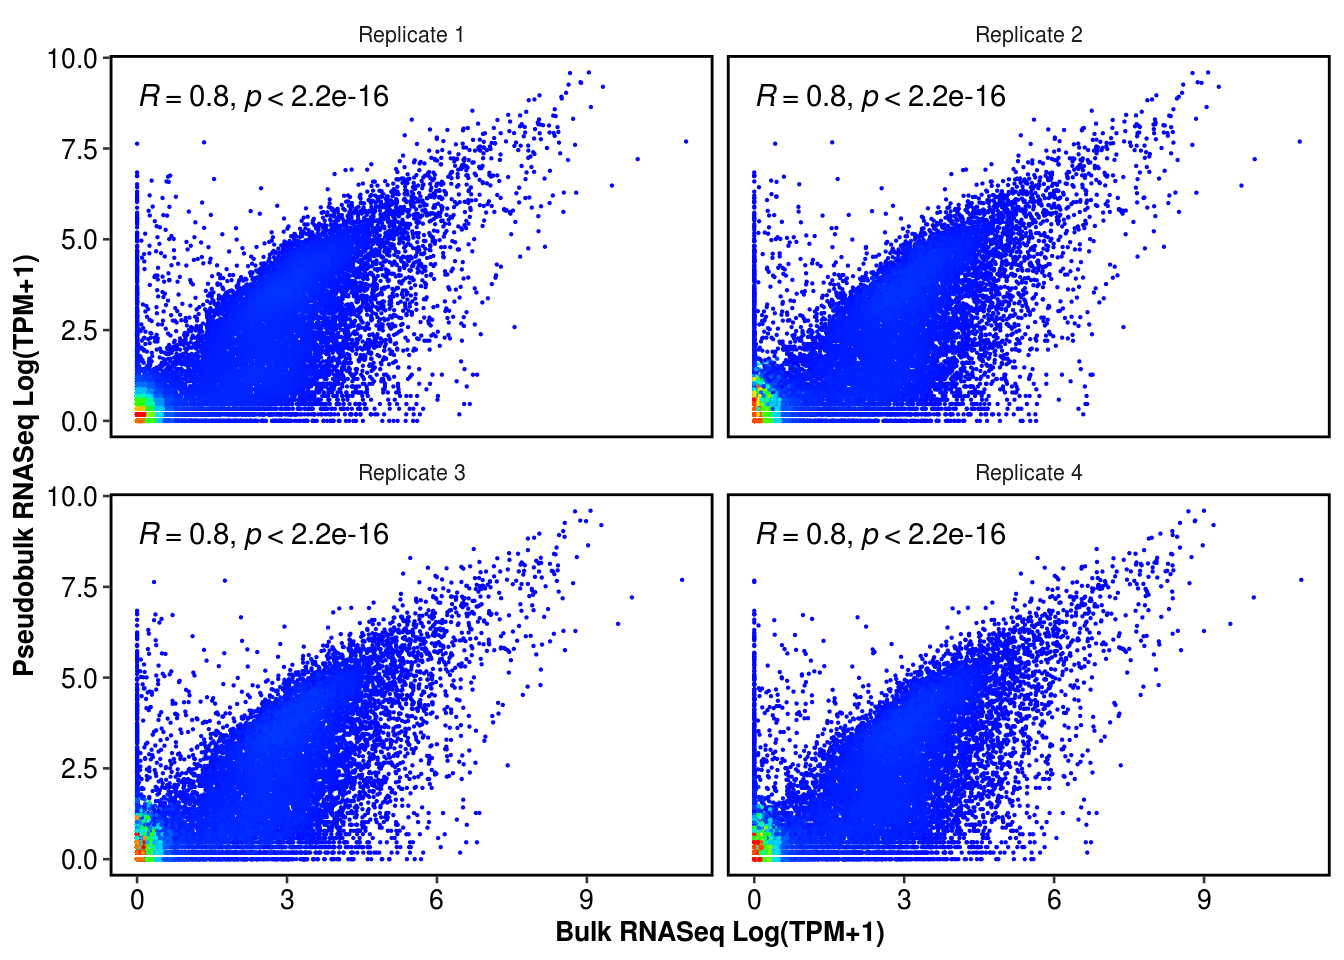 Replicate 1
Replicate 2
10.0
7.5
5.0
2.5
0.0
R = 0.8, p < 2.2e-16
R = 0.8, p < 2.2e-16
Replicate 3
Replicate 4
10.0
7.5
5.0
2.5
0.0
R = 0.8, p < 2.2e-16
R = 0.8, p < 2.2e-16
0 3 6 9
0 3 6 9
Pseudobulk RNASeq Log(TPM+1)
Bulk RNASeq Log(TPM+1)